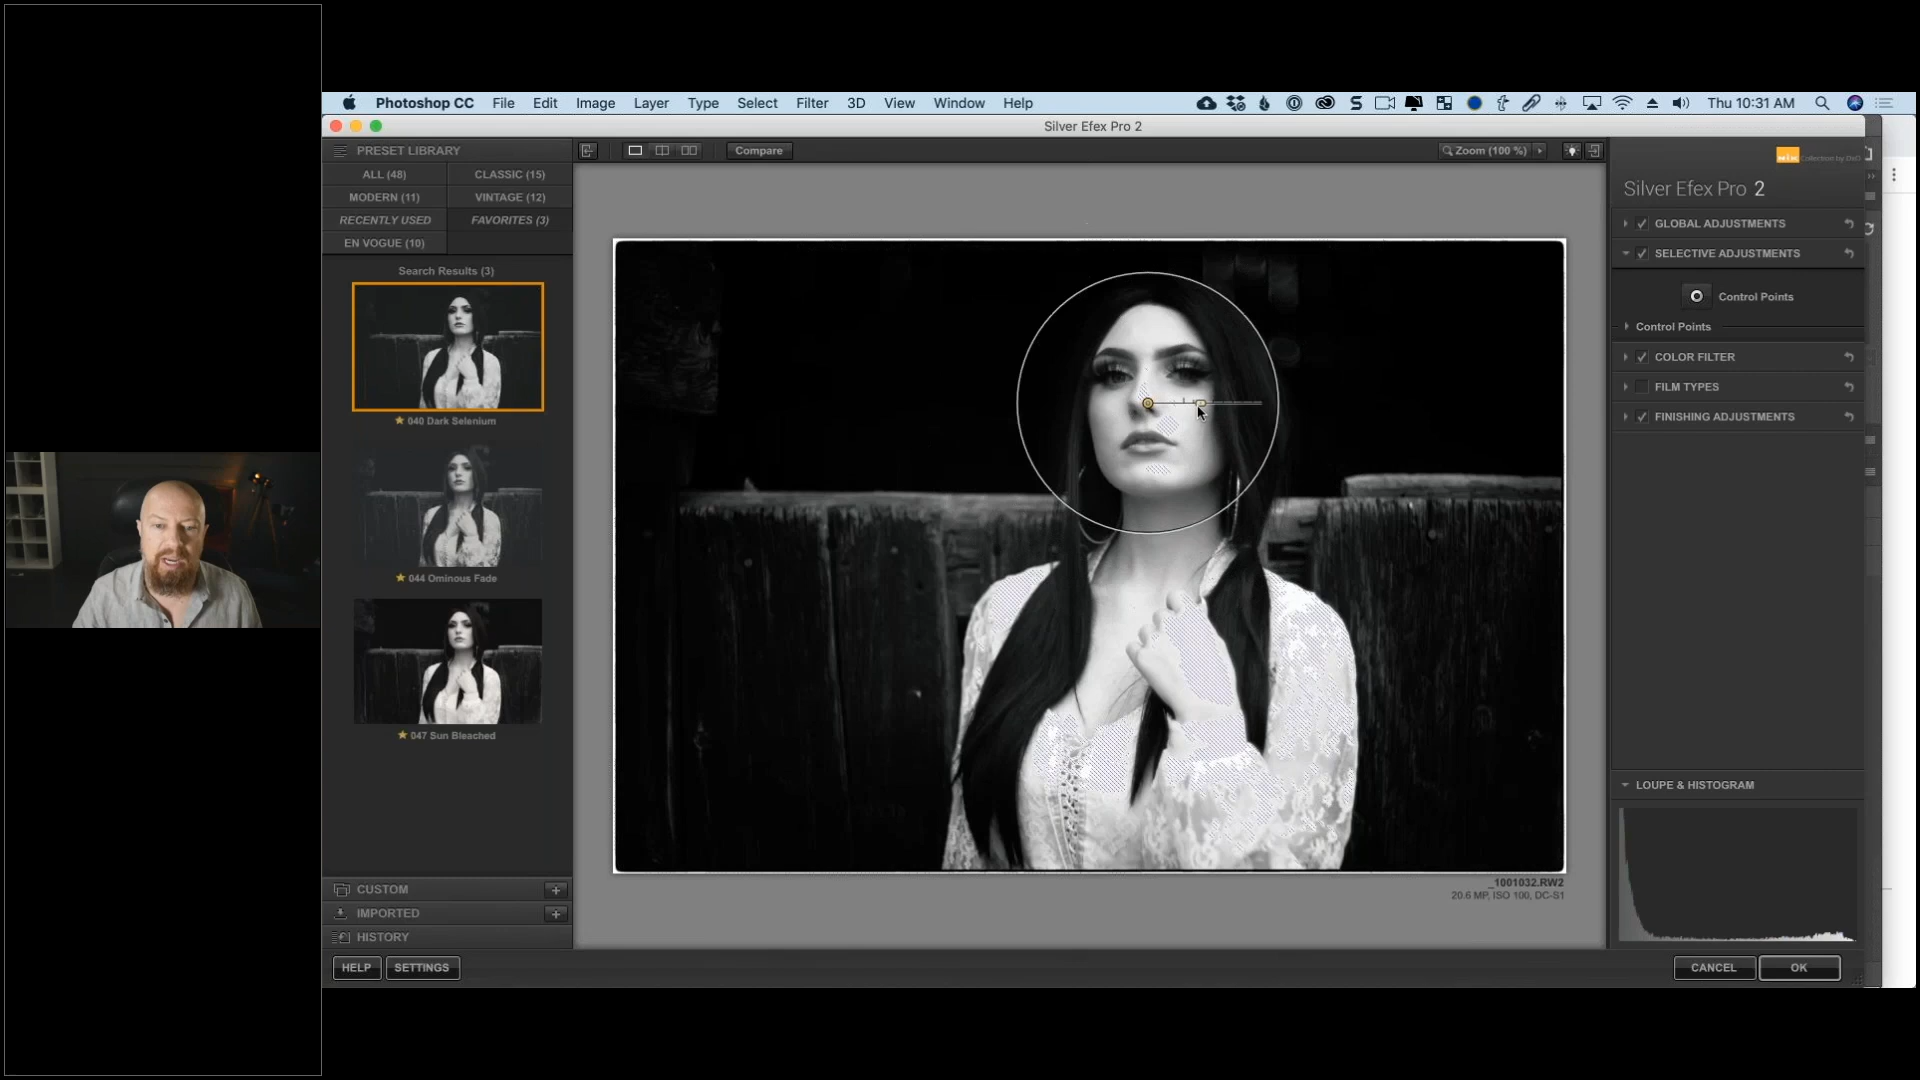 Photoshop CC File Edit Image Layer Type Select Filter 3D View Window Help
Thu 10:31 AM
Silver Efex Pro 2
PRESET LIBRARY
ALL (48) CLASSIC (15)
MODERN (11) VINTAGE (12)
RECENTLY USED FAVORITES (3)
EN VOGUE (10)
Search Results (3)
040 Dark Selenium
044 Ominous Fade
047 Sun Bleached
CUSTOM
IMPORTED
HISTORY
HELP SETTINGS
Compare
Zoom (100 %)
_1001032.RW2
20.6 MP, ISO 100, DC-S1
Collection by DxO
Silver Efex Pro 2
GLOBAL ADJUSTMENTS
SELECTIVE ADJUSTMENTS
Control Points
Control Points
COLOR FILTER
FILM TYPES
FINISHING ADJUSTMENTS
LOUPE & HISTOGRAM
CANCEL OK